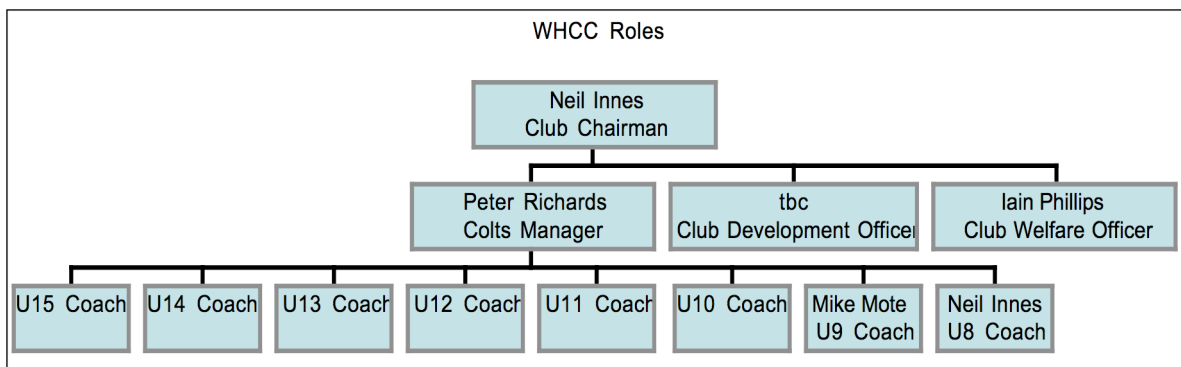 WHCC Roles
Neil Innes
Club Chairman
Peter Richards
Colts Manager
tbc
Club Development Officer
Iain Phillips
Club Welfare Officer
U15 Coach
U14 Coach
U13 Coach
U12 Coach
U11 Coach
U10 Coach
Mike Mote
U9 Coach
Neil Innes
U8 Coach